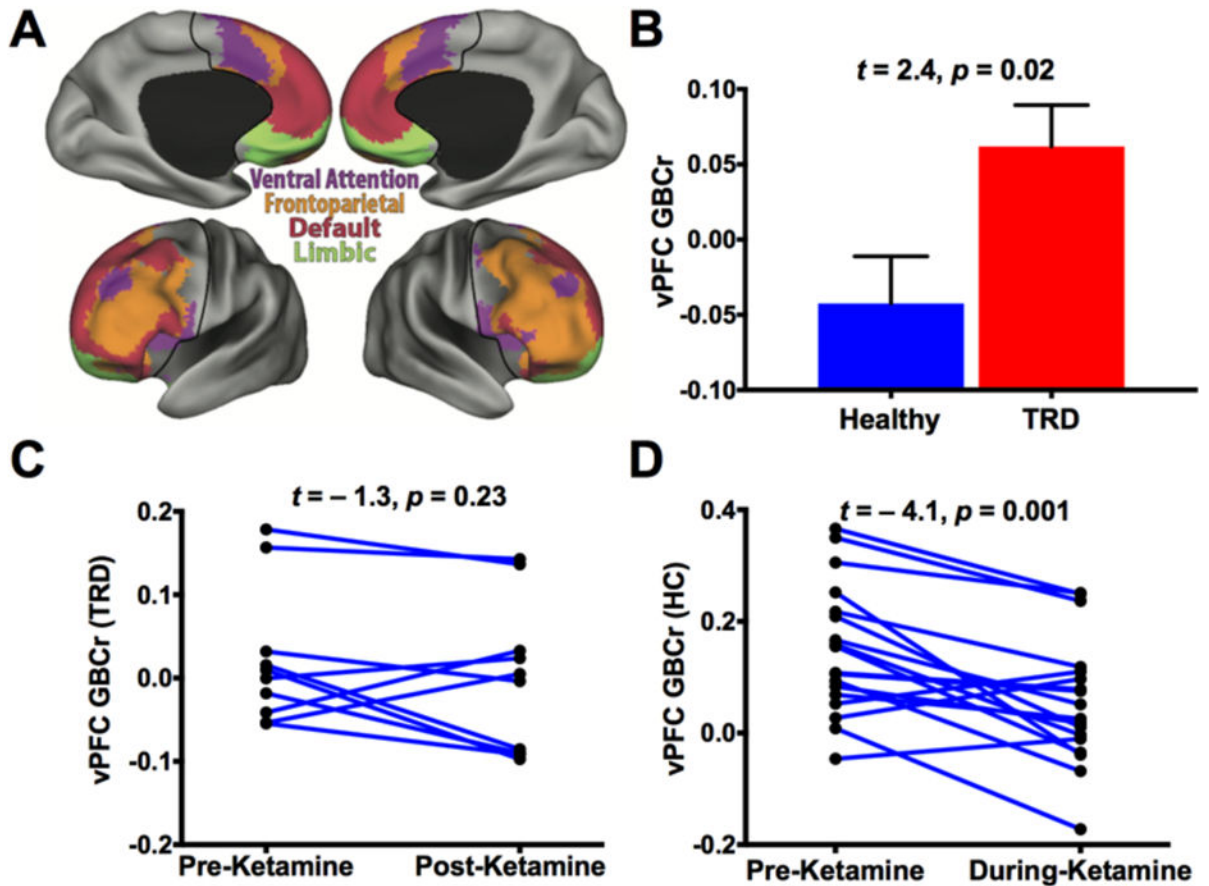 A
Ventral Attention
Frontoparietal
Default
Limbic
B
t = 2.4, p = 0.02
vPFC GBCr
0.10
0.05
0.00
-0.05
-0.10
Healthy TRD
C
t = – 1.3, p = 0.23
vPFC GBCr (TRD)
0.2
0.1
0.0
-0.1
-0.2
Pre-Ketamine Post-Ketamine
D
t = – 4.1, p = 0.001
vPFC GBCr (HC)
0.4
0.2
0.0
-0.2
Pre-Ketamine During-Ketamine